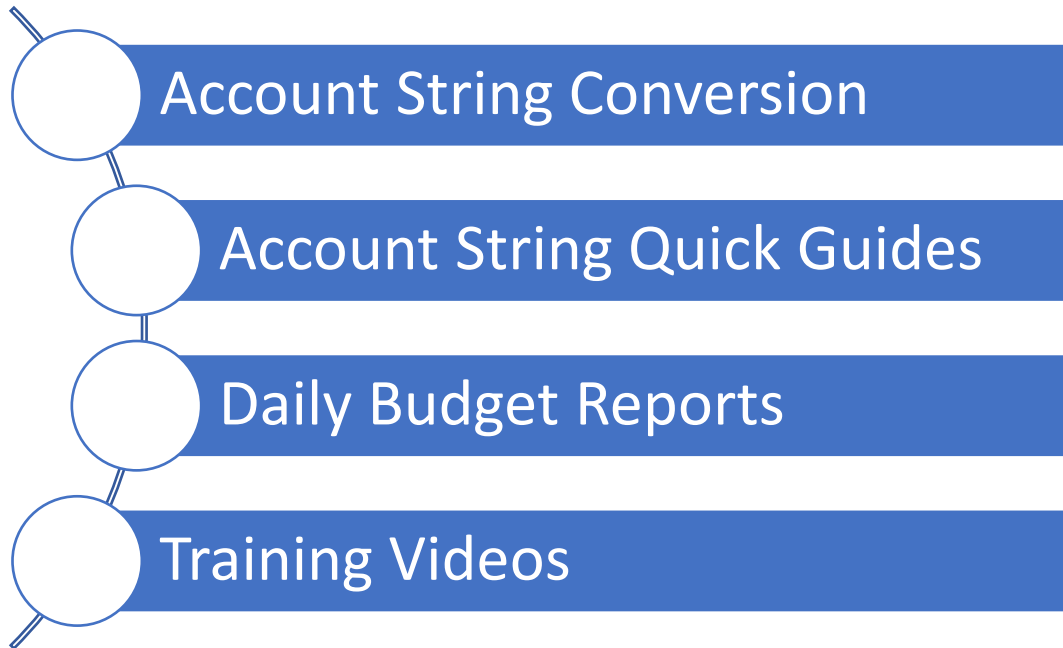 Account String Conversion
Account String Quick Guides
Daily Budget Reports
Training Videos